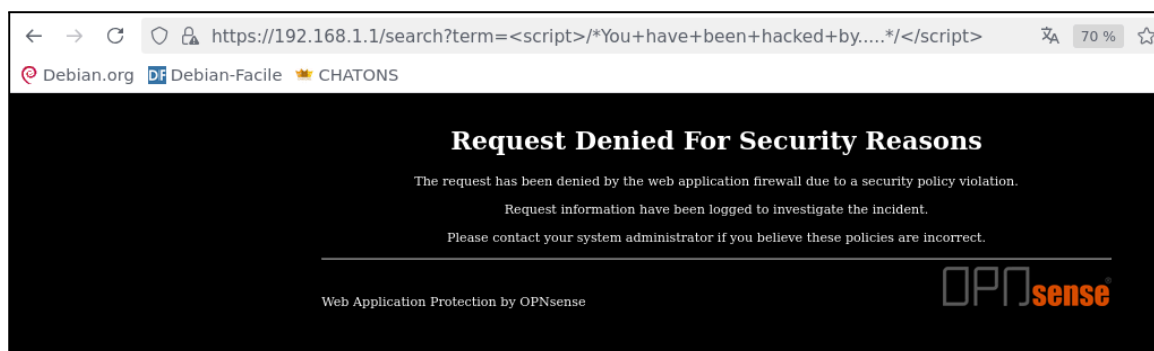 https://192.168.1.1/search?term=<script>/*You+have+been+hacked+by.....*/</script> 70 %
Debian.org DF Debian-Facile CHATONS
Request Denied For Security Reasons
The request has been denied by the web application firewall due to a security policy violation.
Request information have been logged to investigate the incident.
Please contact your system administrator if you believe these policies are incorrect.
Web Application Protection by OPNsense
OPNsense